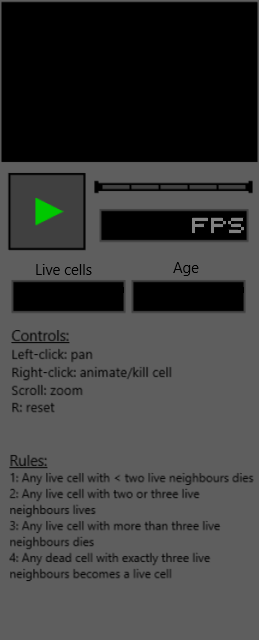 FPS
Live cells
Age
Controls:
Left-click: pan
Right-click: animate/kill cell
Scroll: zoom
R: reset
Rules:
1: Any live cell with < two live neighbours dies
2: Any live cell with two or three live
neighbours lives
3: Any live cell with more than three live
neighbours dies
4: Any dead cell with exactly three live
neighbours becomes a live cell